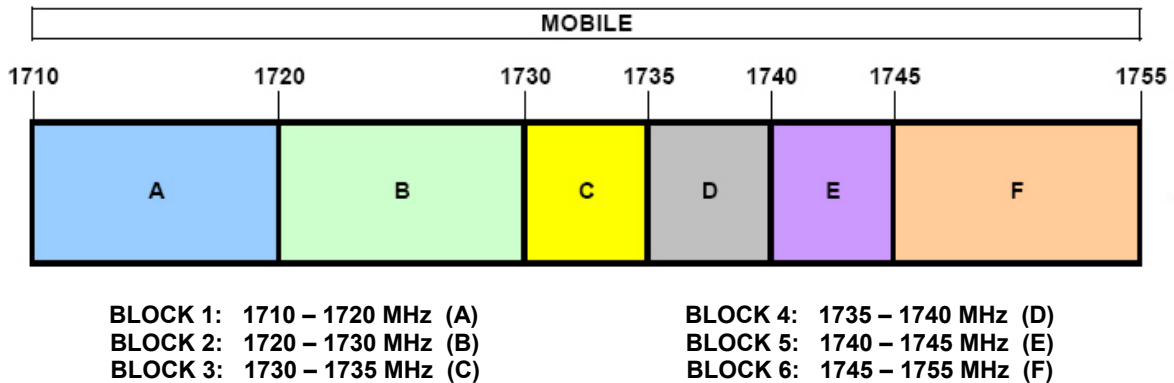 MOBILE
1710 1720 1730 1735 1740 1745 1755
A B C D E F
BLOCK 1: 1710 – 1720 MHz (A)
BLOCK 2: 1720 – 1730 MHz (B)
BLOCK 3: 1730 – 1735 MHz (C)
BLOCK 4: 1735 – 1740 MHz (D)
BLOCK 5: 1740 – 1745 MHz (E)
BLOCK 6: 1745 – 1755 MHz (F)